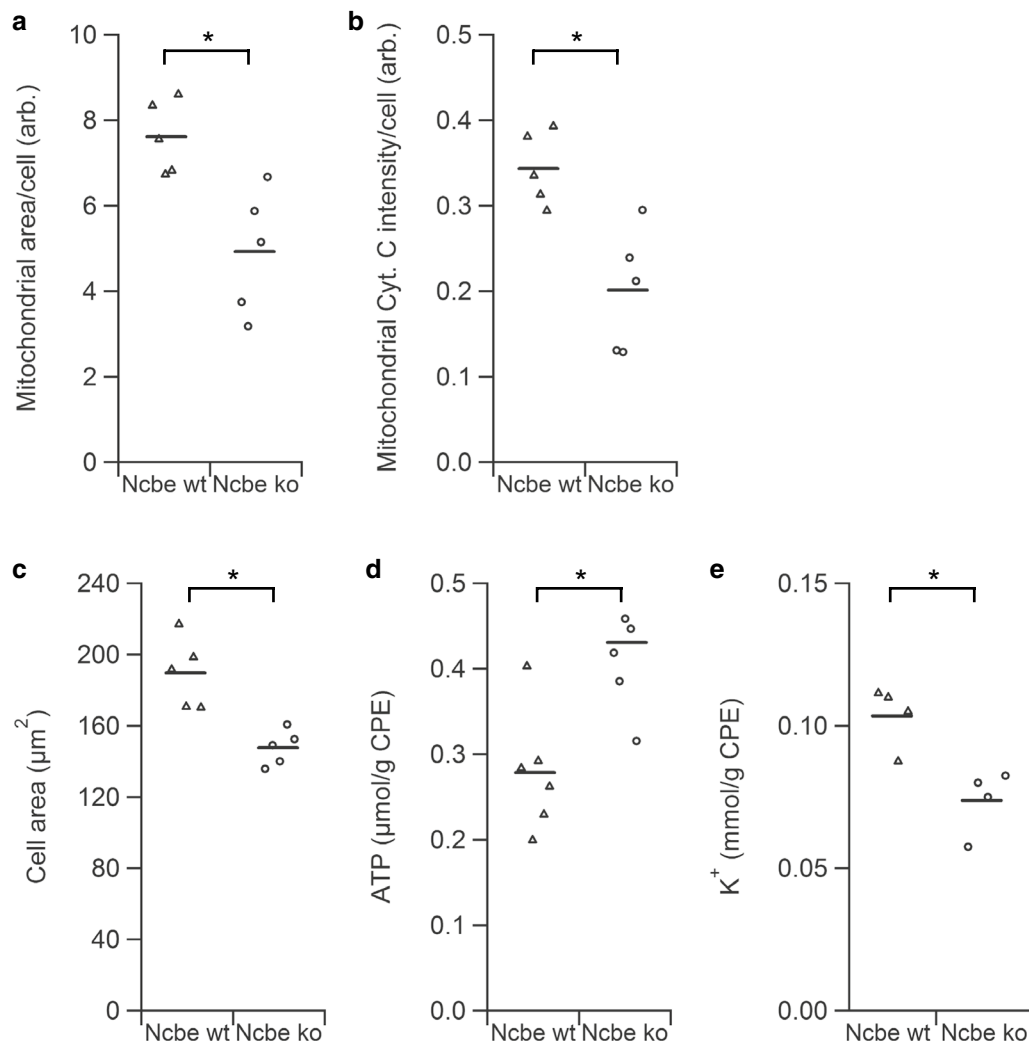 a
*
Mitochondrial area/cell (arb.)
10
8
6
4
2
0
Ncbe wt Ncbe ko
b
*
Mitochondrial Cyt. C intensity/cell (arb.)
0.5
0.4
0.3
0.2
0.1
0.0
Ncbe wt Ncbe ko
c
*
Cell area (µm²)
240
200
160
120
80
40
0
Ncbe wt Ncbe ko
d
*
ATP (µmol/g CPE)
0.5
0.4
0.3
0.2
0.1
0.0
Ncbe wt Ncbe ko
e
*
K⁺ (mmol/g CPE)
0.15
0.10
0.05
0.00
Ncbe wt Ncbe ko